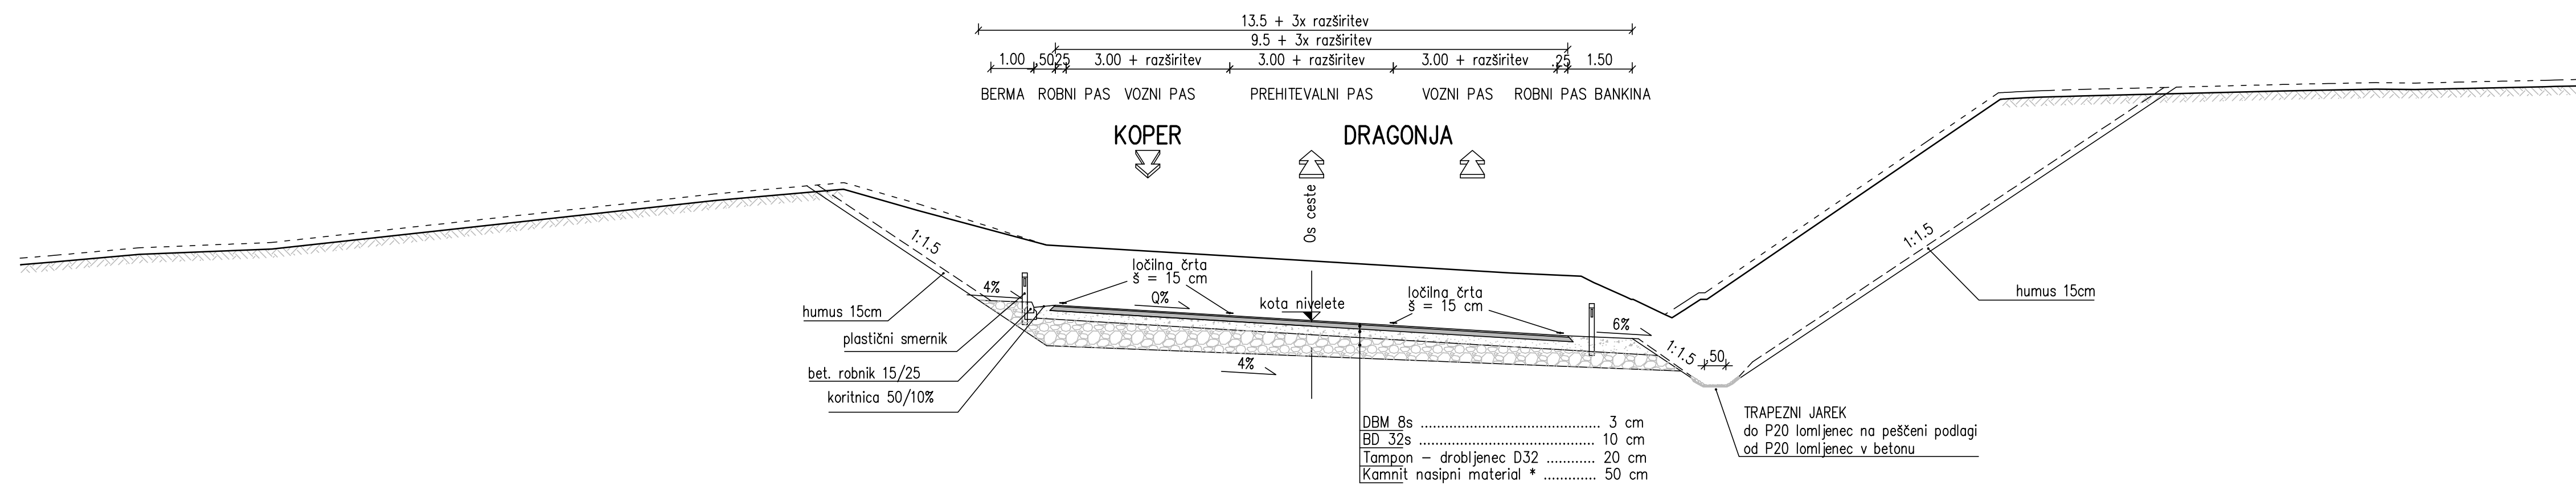 13.5 + 3x razširitev
9.5 + 3x razširitev
1.00 .50 .25 3.00 + razširitev 3.00 + razširitev 3.00 + razširitev .25 1.50
BERMA ROBNI PAS VOZNI PAS PREHITEVALNI PAS VOZNI PAS ROBNI PAS BANKINA
KOPER DRAGONJA
Os ceste
1:1.5
1:1.5
ločilna črta
š = 15 cm
4%
Q%
kota nivelete
ločilna črta
š = 15 cm
humus 15cm
humus 15cm
6%
plastični smernik
1:1.5
.50
4%
bet. robnik 15/25
koritnica 50/10%
DBM 8s .......................................... 3 cm
BD 32s ......................................... 10 cm
Tampon – drobljenec D32 ............ 20 cm
Kamnit nasipni material * ............. 50 cm
TRAPEZNI JAREK
do P20 lomljenec na peščeni podlagi
od P20 lomljenec v betonu